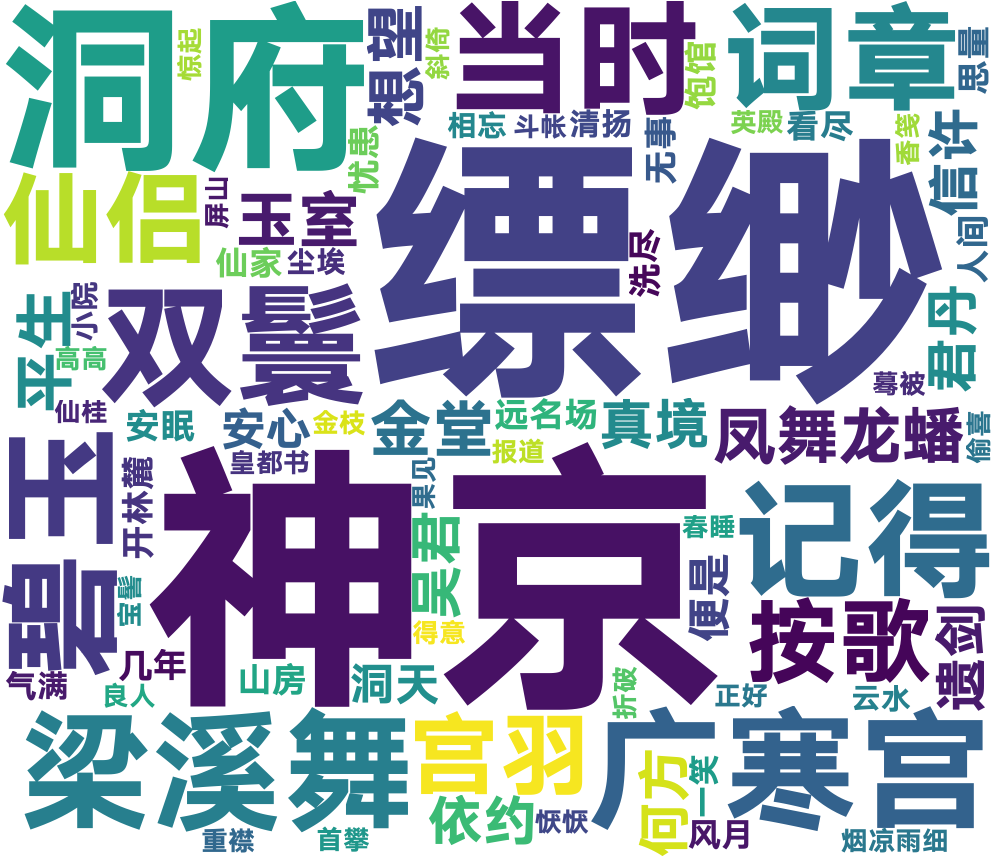 洞府
惊起
想望
斜倚
当时
饱馆
词章
思量
相忘
斗帐
清扬
无事
英殿
看尽
香笺
信许
忧患
仙侣
屏山
玉室
缥缈
仙家
尘埃
洗尽
人间
平生
小院
双鬟
君丹
高高
仙桂
蓦被
安眠
安心
金枝
金堂
远名场
真境
凤舞龙蟠
偷喜
皇都书
报道
碧玉
开林麓
神京
果见
记得
吴君
春睡
宝髻
便是
得意
按歌
遗剑
几年
气满
良人
山房
洞天
折破
正好
云水
梁溪舞
宫羽
广寒宫
何方
一笑
依约
怏怏
风月
重襟
首攀
烟凉雨细